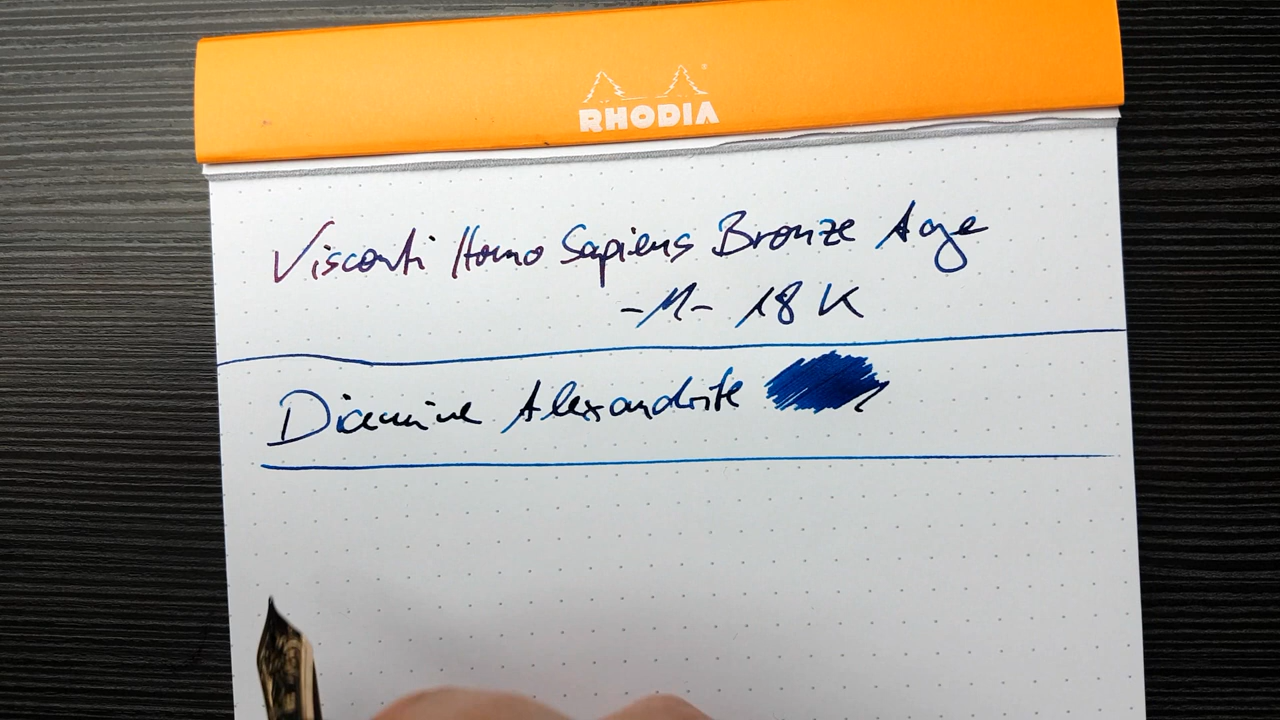 RHODIA
Visconti Homo Sapiens Bronze Age
-M- 18 K
Diamine Alexandrite